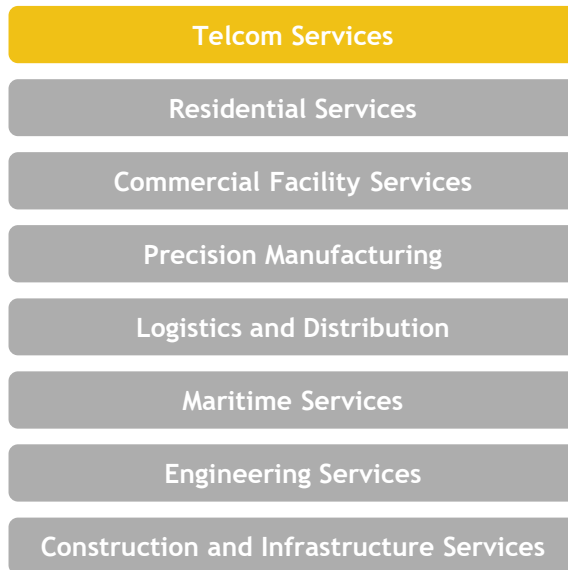 Telcom Services
Residential Services
Commercial Facility Services
Precision Manufacturing
Logistics and Distribution
Maritime Services
Engineering Services
Construction and Infrastructure Services